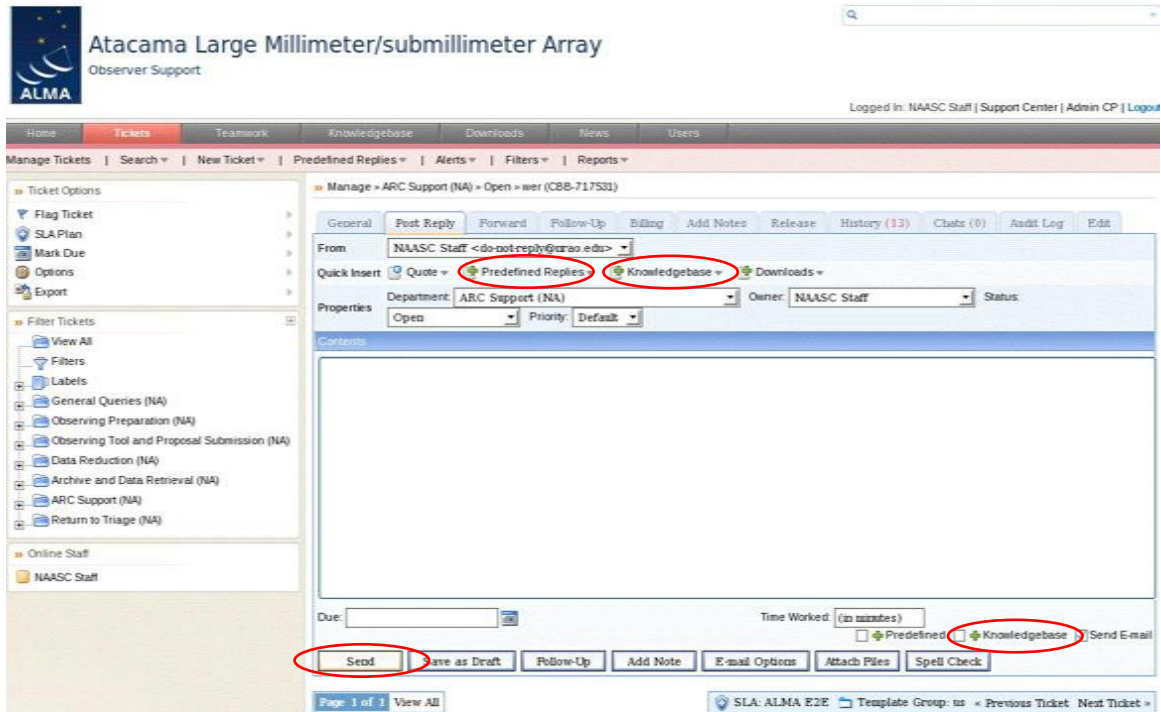 Atacama Large Millimeter/submillimeter Array
Observer Support
ALMA
Logged In: NAASC Staff | Support Center | Admin CP | Logout
Home Tickets Teamwork Knowledgebase Downloads News Users
Manage Tickets | Search | New Ticket | Predefined Replies | Alerts | Filters | Reports
» Ticket Options
Flag Ticket
SLA Plan
Mark Due
Options
Export
» Filter Tickets
View All
Filters
Labels
General Queries (NA)
Observing Preparation (NA)
Observing Tool and Proposal Submission (NA)
Data Reduction (NA)
Archive and Data Retrieval (NA)
ARC Support (NA)
Return to Triage (NA)
» Online Staff
NAASC Staff
» Manage » ARC Support (NA) » Open » wer (CBB-717531)
General Post Reply Forward Follow-Up Billing Add Notes Release History (13) Chats (0) Audit Log Edit
From NAASC Staff <do-not-reply@nrao.edu>
Quick Insert Quote Predefined Replies Knowledgebase Downloads
Properties Department: ARC Support (NA) Owner: NAASC Staff Status:
Open Priority: Default
Contents
Due: Time Worked: (in minutes)
Predefined Knowledgebase Send E-mail
Send Save as Draft Follow-Up Add Note E-mail Options Attach Files Spell Check
Page 1 of 1 View All SLA: ALMA E2E Template Group: us « Previous Ticket Next Ticket »